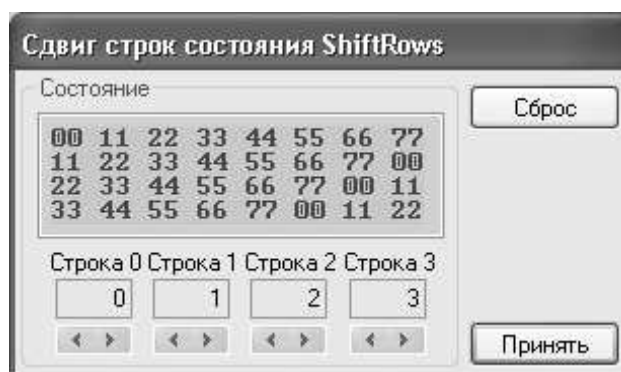 Сдвиг строк состояния ShiftRows
Состояние
Сброс
00 11 22 33 44 55 66 77
11 22 33 44 55 66 77 00
22 33 44 55 66 77 00 11
33 44 55 66 77 00 11 22
Строка 0 Строка 1 Строка 2 Строка 3
0 1 2 3
Принять